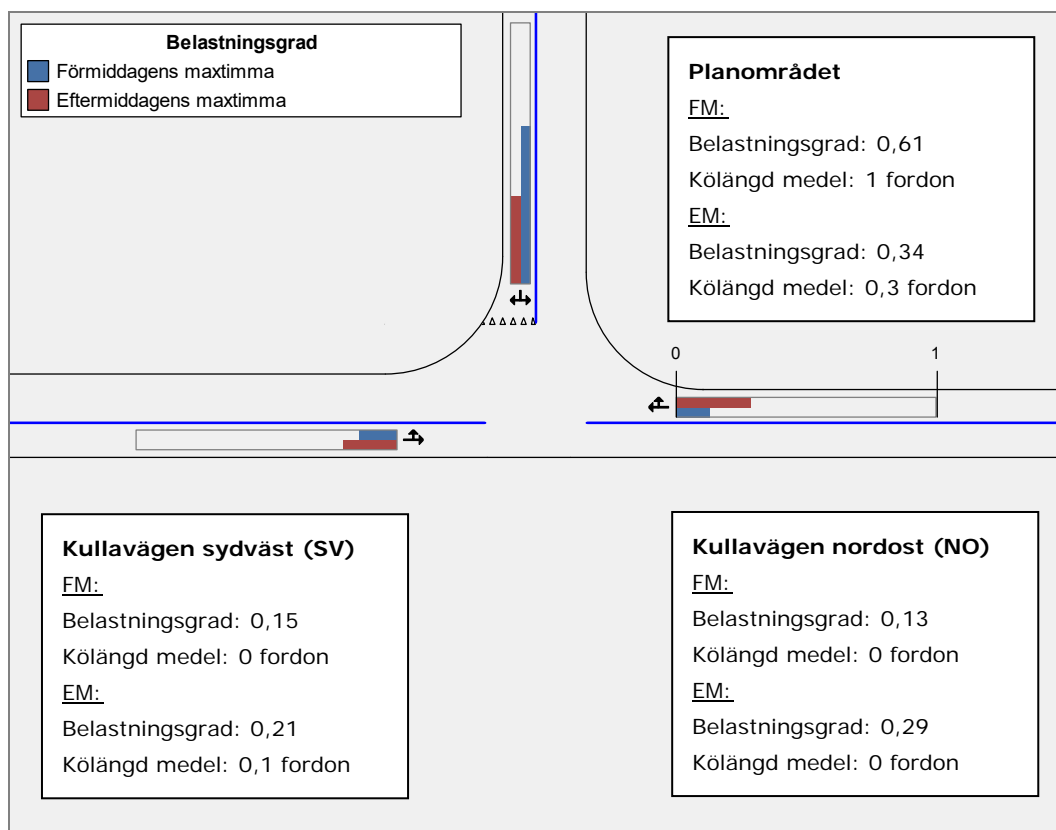 Belastningsgrad
Förmiddagens maxtimma
Eftermiddagens maxtimma
Planområdet
FM:
Belastningsgrad: 0,61
Kölängd medel: 1 fordon
EM:
Belastningsgrad: 0,34
Kölängd medel: 0,3 fordon
0 1
Kullavägen sydväst (SV)
FM:
Belastningsgrad: 0,15
Kölängd medel: 0 fordon
EM:
Belastningsgrad: 0,21
Kölängd medel: 0,1 fordon
Kullavägen nordost (NO)
FM:
Belastningsgrad: 0,13
Kölängd medel: 0 fordon
EM:
Belastningsgrad: 0,29
Kölängd medel: 0 fordon